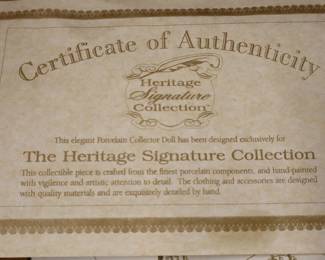 Certificate of Authenticity
Heritage
Signature
Collection™
This elegant Porcelain Collector Doll has been designed exclusively for
The Heritage Signature Collection
This collectible piece is crafted from the finest porcelain components, and hand-painted
with vigilence and artistic attention to detail. The clothing and accessories are designed
with quality materials and are exquisitely detailed by hand.